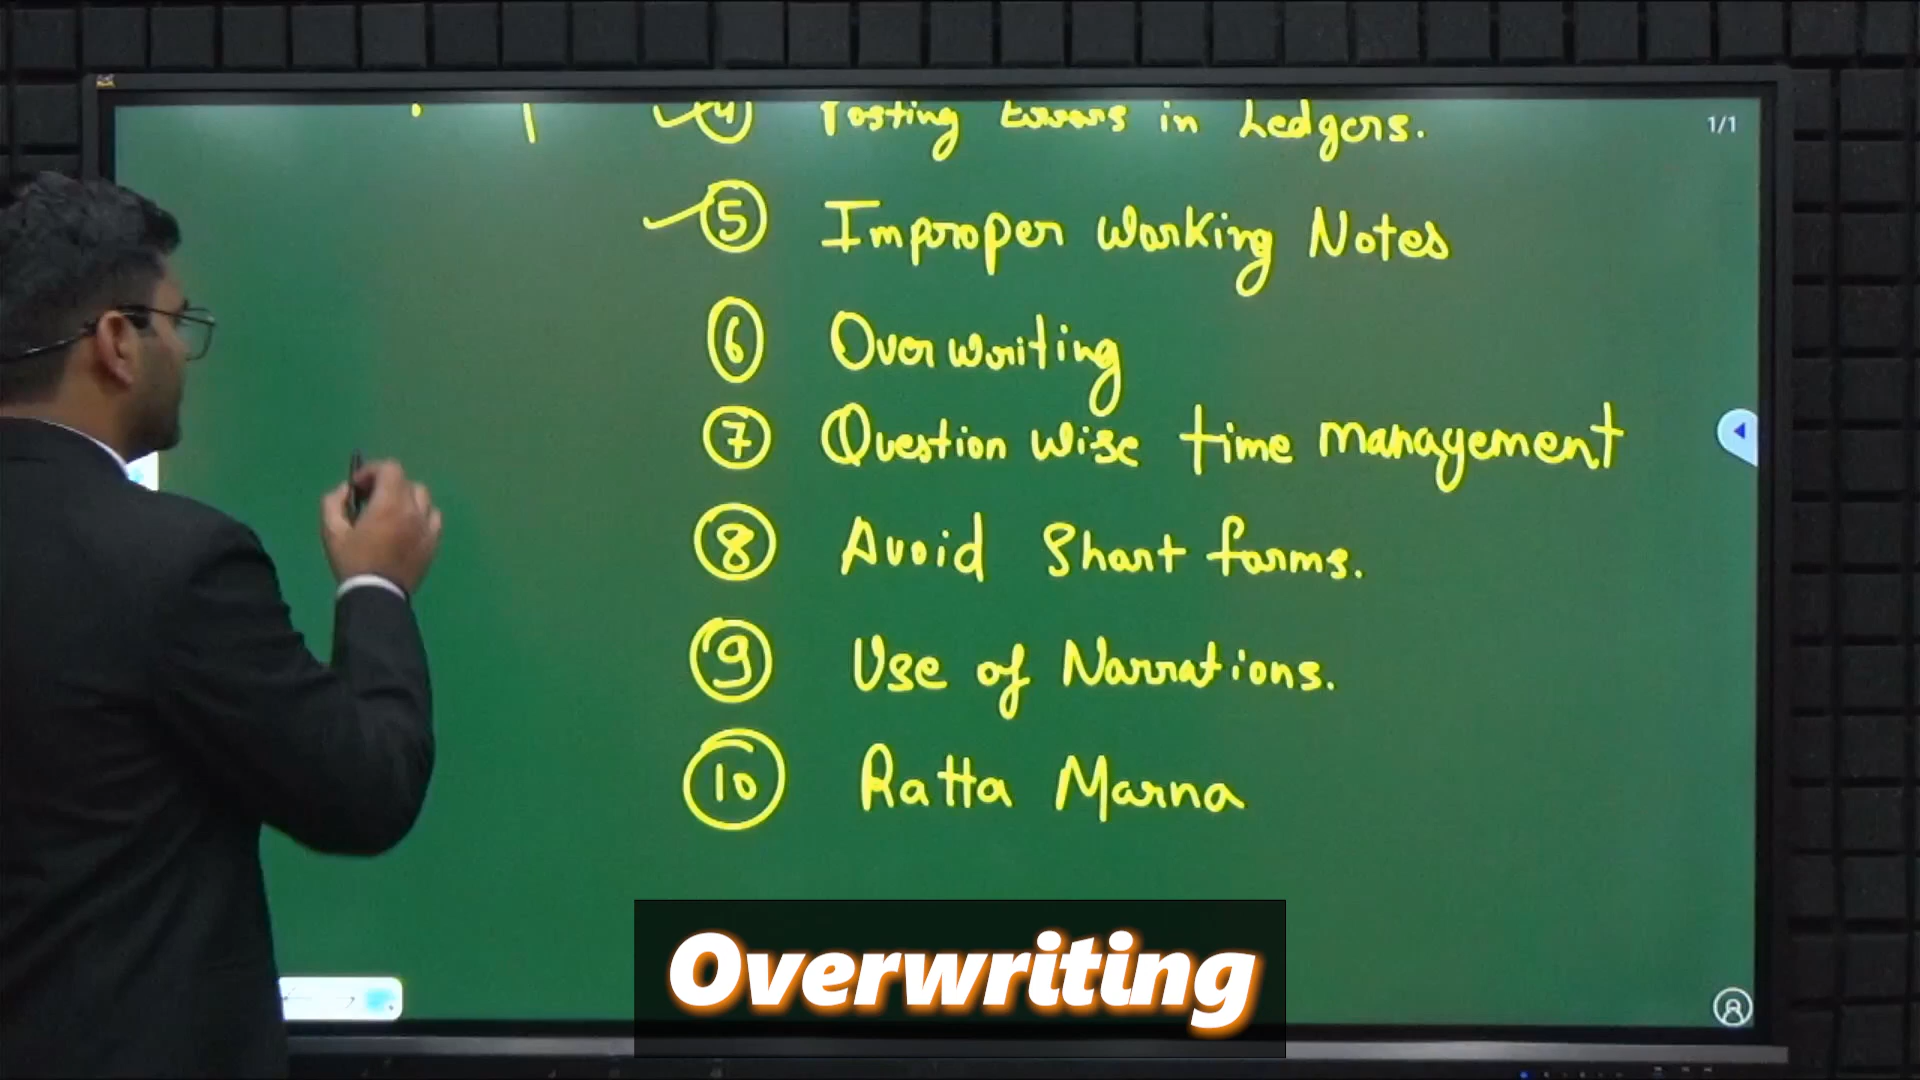 4 Posting Errors in Ledgers.
1/1
5 Improper Working Notes
6 Overwriting
7 Question wise time management
8 Avoid Short forms.
9 Use of Narrations.
10 Ratta Marna
Overwriting